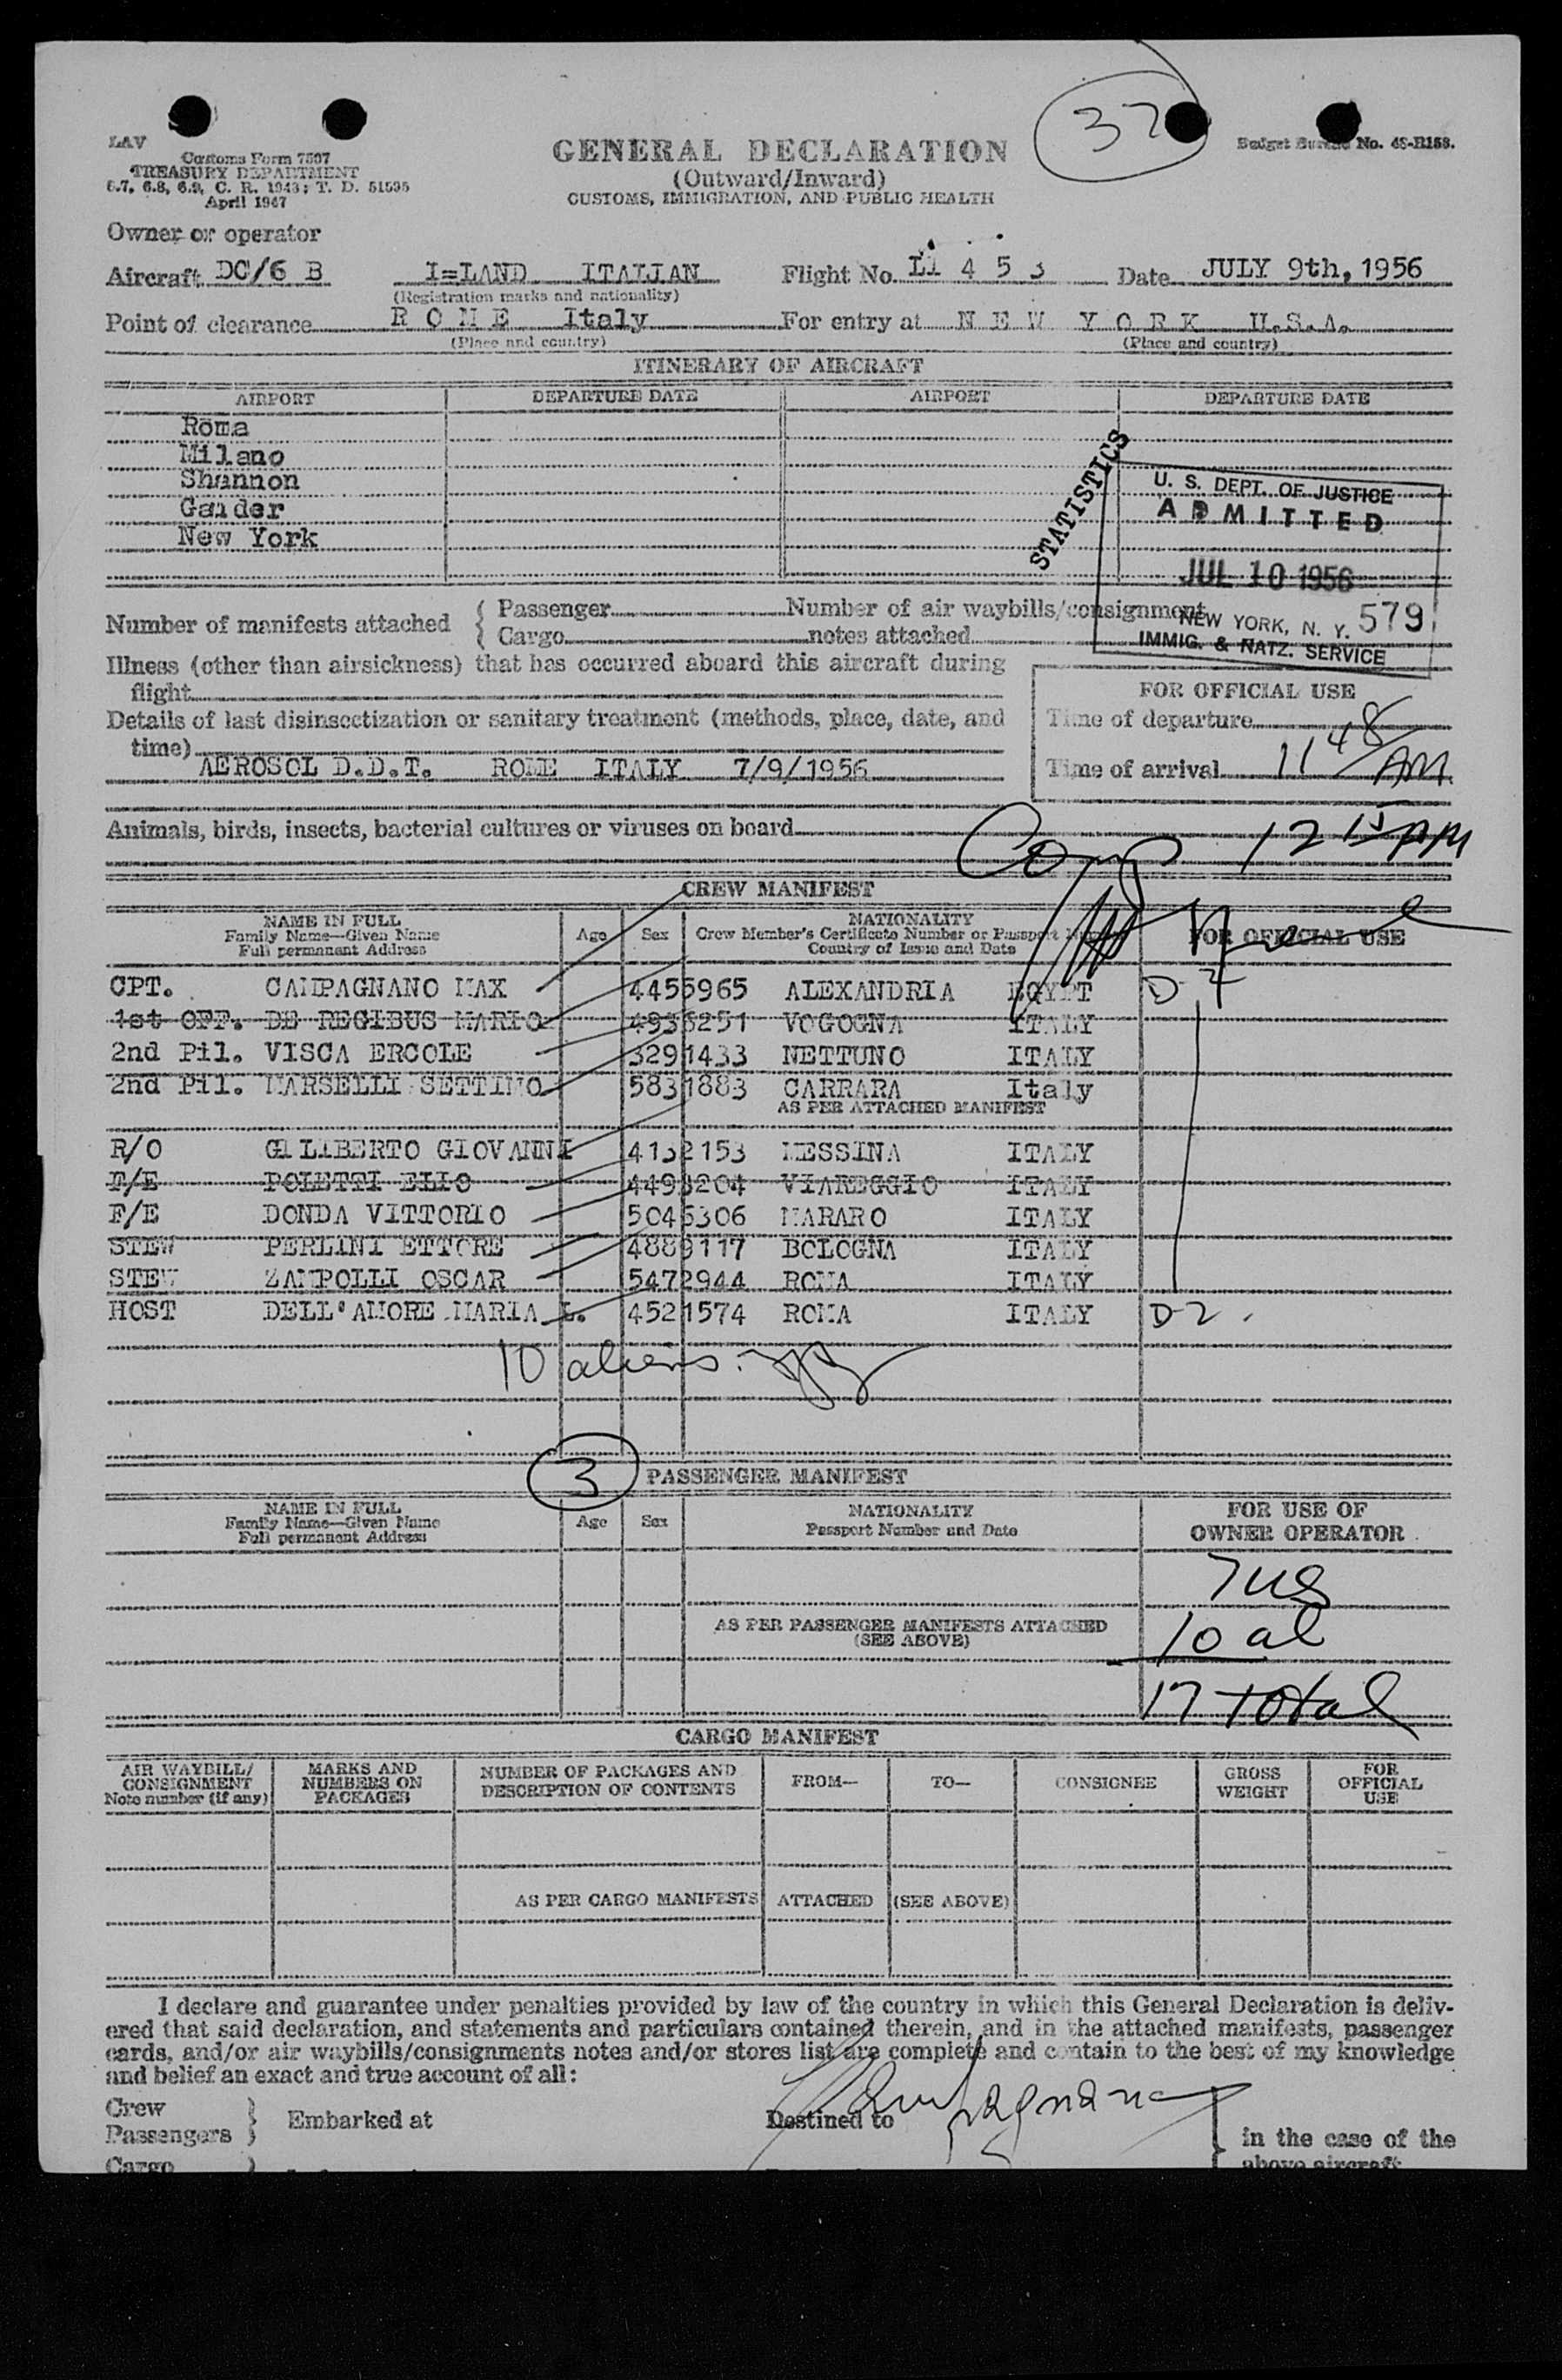 37
LAV
Customs Form 7507
TREASURY DEPARTMENT
6.7, 6.8, 6.9, C. R. 1943; T. D. 51595
April 1947
GENERAL DECLARATION
(Outward/Inward)
CUSTOMS, IMMIGRATION, AND PUBLIC HEALTH
Budget Bureau No. 48-R158.
Owner or operator
Aircraft DC/6 B I=LAND ITALIAN Flight No. LI 4 5 3 Date JULY 9th, 1956
(Registration marks and nationality)
Point of clearance R O M E Italy For entry at N E W Y O R K U.S.A.
(Place and country) (Place and country)
ITINERARY OF AIRCRAFT
AIRPORT DEPARTURE DATE AIRPORT DEPARTURE DATE
Roma
Milano
Shannon
Gander
New York
STATISTICS
U. S. DEPT. OF JUSTICE
ADMITTED
JUL 10 1956
NEW YORK, N. Y. 579
IMMIG. & NATZ. SERVICE
Number of manifests attached { Passenger Number of air waybills/consignment
{ Cargo notes attached
Illness (other than airsickness) that has occurred aboard this aircraft during
flight
Details of last disinsectization or sanitary treatment (methods, place, date, and
time)
AEROSOL D.D.T. ROME ITALY 7/9/1956
FOR OFFICIAL USE
Time of departure
Time of arrival 11 48 AM
Animals, birds, insects, bacterial cultures or viruses on board
Comp 12 15 PM
CREW MANIFEST
NAME IN FULL
Family Name—Given Name
Full permanent Address
Age Sex
NATIONALITY
Crew Member's Certificate Number or Passport
Country of Issue and Date
FOR OFFICIAL USE
CPT. CAMPAGNANO MAX 4455965 ALEXANDRIA EGYPT D-7
1st OFF. DE REGIBUS MARIO 4936251 VOGOGNA ITALY
2nd Pil. VISCA ERCOLE 3291433 NETTUNO ITALY
2nd Pil. MARSELLI SETTIMO 5831883 CARRARA Italy
AS PER ATTACHED MANIFEST
R/O GILIBERTO GIOVANNI 4132153 MESSINA ITALY
F/E POLETTI ELIO 4493204 VIAREGGIO ITALY
F/E DONDA VITTORIO 5045306 MARARO ITALY
STEW PERLINI ETTORE 4889117 BOLOGNA ITALY
STEW ZAMPOLLI OSCAR 5472944 ROMA ITALY
HOST DELL'AMORE MARIA L. 4521574 ROMA ITALY D-2
10 aliens
3
PASSENGER MANIFEST
NAME IN FULL
Family Name—Given Name
Full permanent Address
Age Sex
NATIONALITY
Passport Number and Date
FOR USE OF
OWNER OPERATOR
7 us
AS PER PASSENGER MANIFESTS ATTACHED
(SEE ABOVE)
10 al
17 total
CARGO MANIFEST
AIR WAYBILL/
CONSIGNMENT
Note number (if any)
MARKS AND
NUMBERS ON
PACKAGES
NUMBER OF PACKAGES AND
DESCRIPTION OF CONTENTS
FROM— TO— CONSIGNEE
GROSS
WEIGHT
FOR
OFFICIAL
USE
AS PER CARGO MANIFESTS ATTACHED (SEE ABOVE)
I declare and guarantee under penalties provided by law of the country in which this General Declaration is deliv-
ered that said declaration, and statements and particulars contained therein, and in the attached manifests, passenger
cards, and/or air waybills/consignments notes and/or stores list are complete and contain to the best of my knowledge
and belief an exact and true account of all:
Campagnano
Crew
Passengers } Embarked at Destined to } in the case of the
Cargo above aircraft